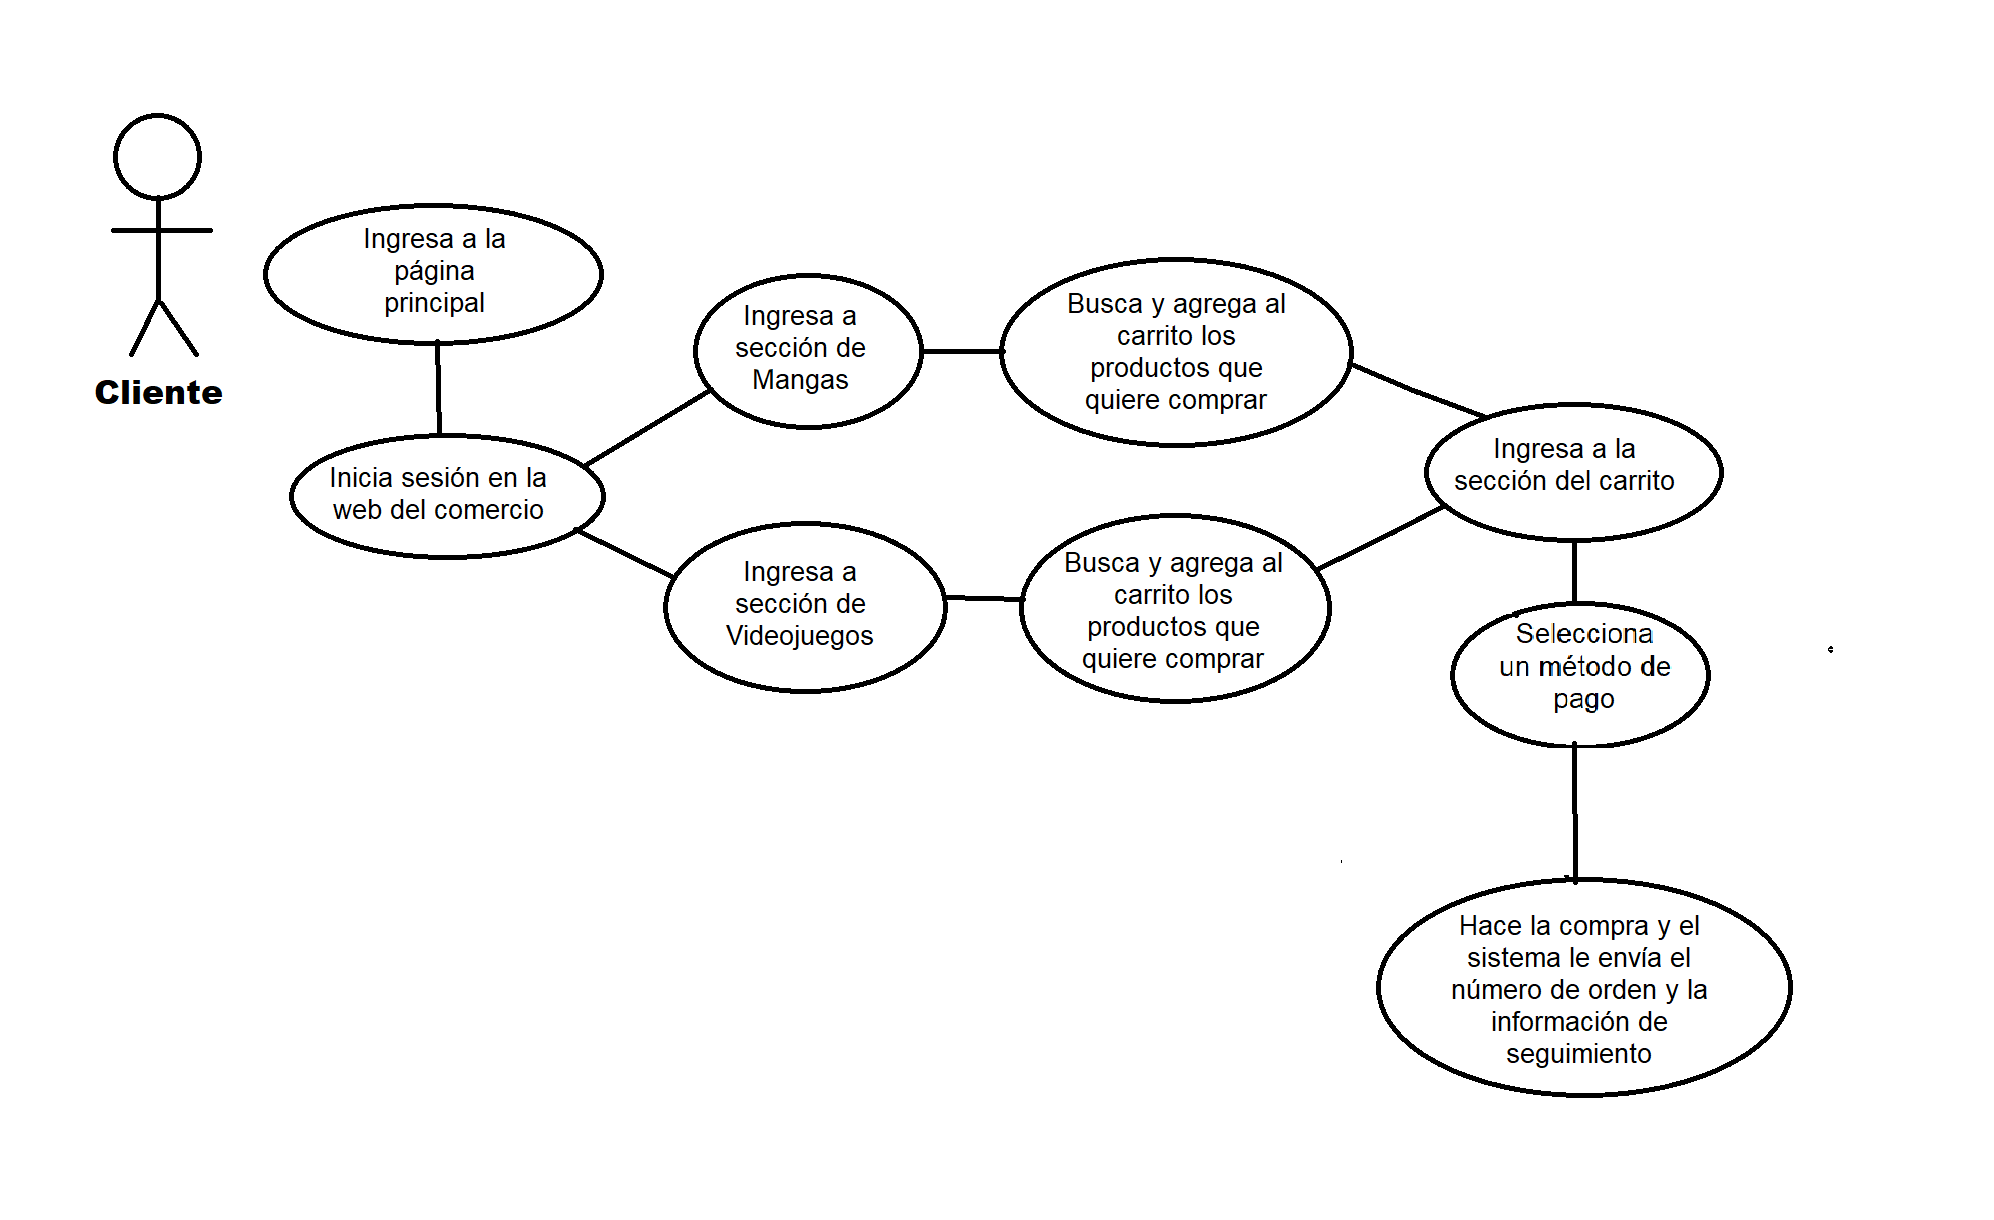 Cliente
Ingresa a la
página
principal
Inicia sesión en la
web del comercio
Ingresa a
sección de
Mangas
Busca y agrega al
carrito los
productos que
quiere comprar
Ingresa a
sección de
Videojuegos
Busca y agrega al
carrito los
productos que
quiere comprar
Ingresa a la
sección del carrito
Selecciona
un método de
pago
Hace la compra y el
sistema le envía el
número de orden y la
información de
seguimiento